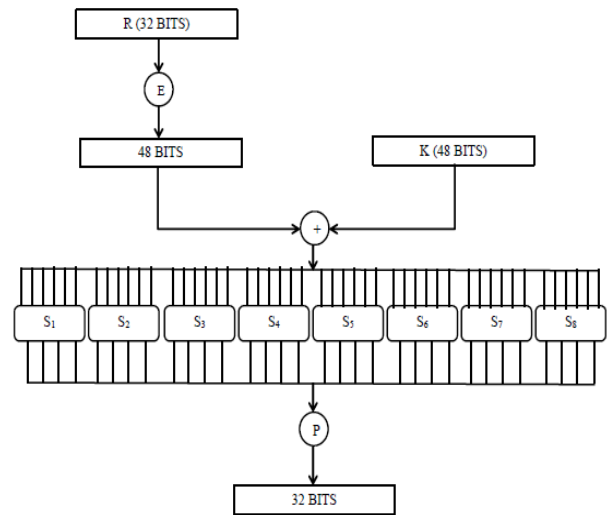 R (32 BITS)
E
48 BITS
K (48 BITS)
+
S₁ S₂ S₃ S₄ S₅ S₆ S₇ S₈
P
32 BITS